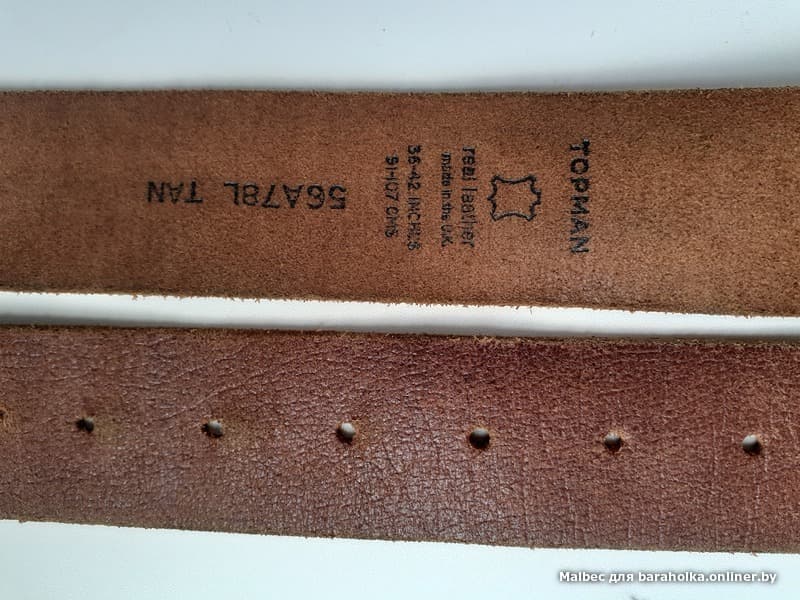 TOPMAN
real leather
made in the U.K.
36-42 INCHES
91-107 CMS
56A78L TAN
Malbec для baraholka.onliner.by